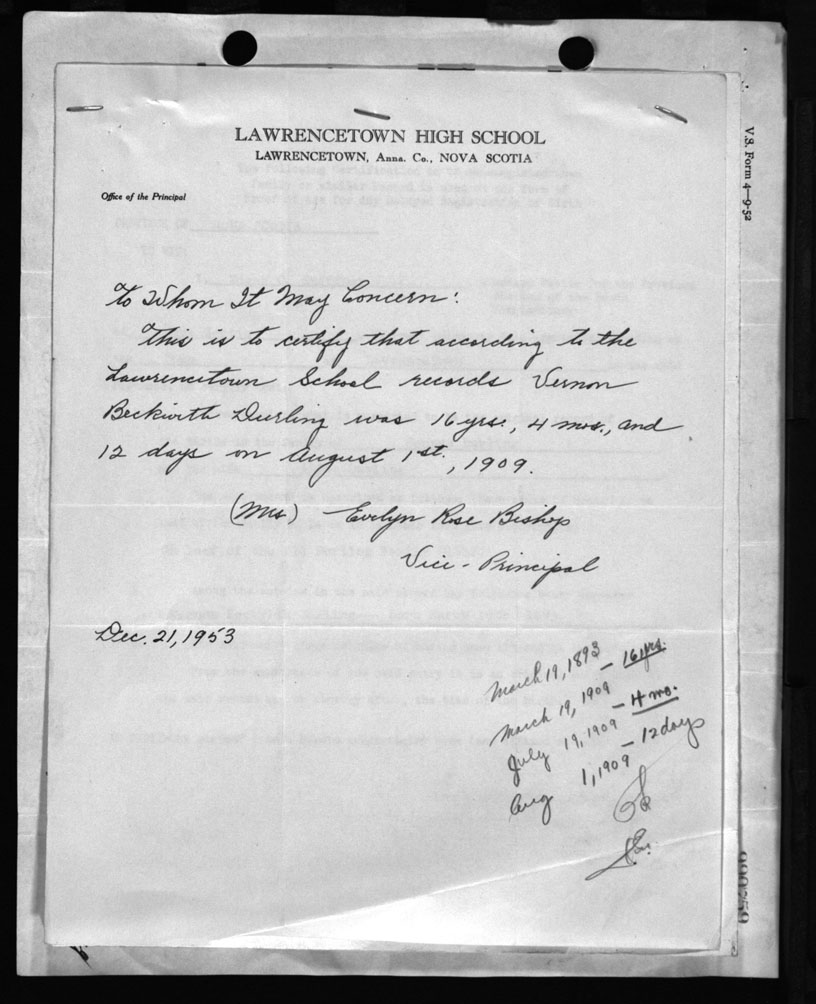 LAWRENCETOWN HIGH SCHOOL
LAWRENCETOWN, Anna. Co., NOVA SCOTIA
Office of the Principal
V.S. Form 4—9-52
To Whom It May Concern:
This is to certify that according to the
Lawrencetown School records Vernon
Beckwith Durling was 16 yrs., 4 mos., and
12 days on August 1st., 1909.
(Mrs) Evelyn Rose Bishop
Vice-Principal
Dec. 21, 1953
March 19, 1893 — 16 yrs.
March 19, 1909
July 19, 1909 — 4 mo.
Aug 1, 1909 — 12 days